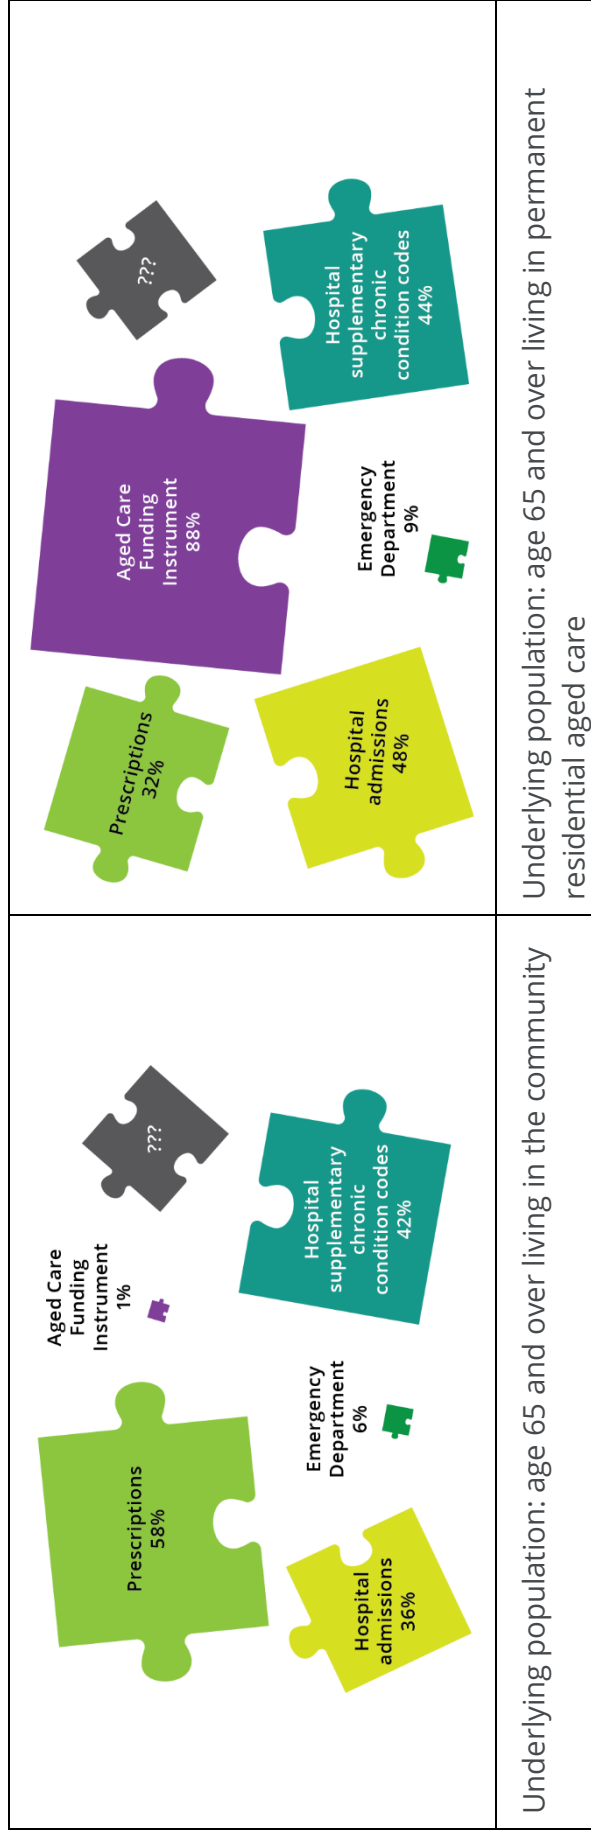 Prescriptions
58%
Aged Care
Funding
Instrument
1%
???
Hospital
admissions
36%
Emergency
Department
6%
Hospital
supplementary
chronic
condition codes
42%
Underlying population: age 65 and over living in the community
Prescriptions
32%
Aged Care
Funding
Instrument
88%
???
Hospital
admissions
48%
Emergency
Department
9%
Hospital
supplementary
chronic
condition codes
44%
Underlying population: age 65 and over living in permanent
residential aged care